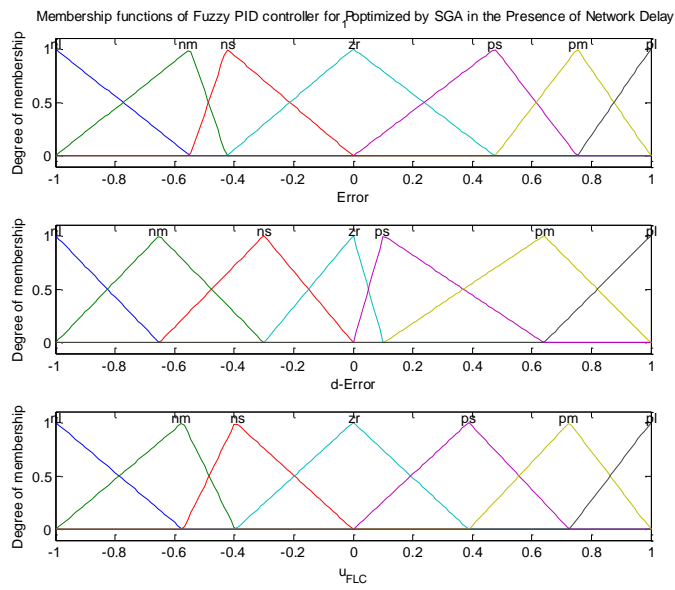 Membership functions of Fuzzy PID controller for P1 optimized by SGA in the Presence of Network Delay
nl nm ns zr ps pm pl
1
0.5
0
Degree of membership
-1 -0.8 -0.6 -0.4 -0.2 0 0.2 0.4 0.6 0.8 1
Error
nl nm ns zr ps pm pl
1
0.5
0
Degree of membership
-1 -0.8 -0.6 -0.4 -0.2 0 0.2 0.4 0.6 0.8 1
d-Error
nl nm ns zr ps pm pl
1
0.5
0
Degree of membership
-1 -0.8 -0.6 -0.4 -0.2 0 0.2 0.4 0.6 0.8 1
uFLC